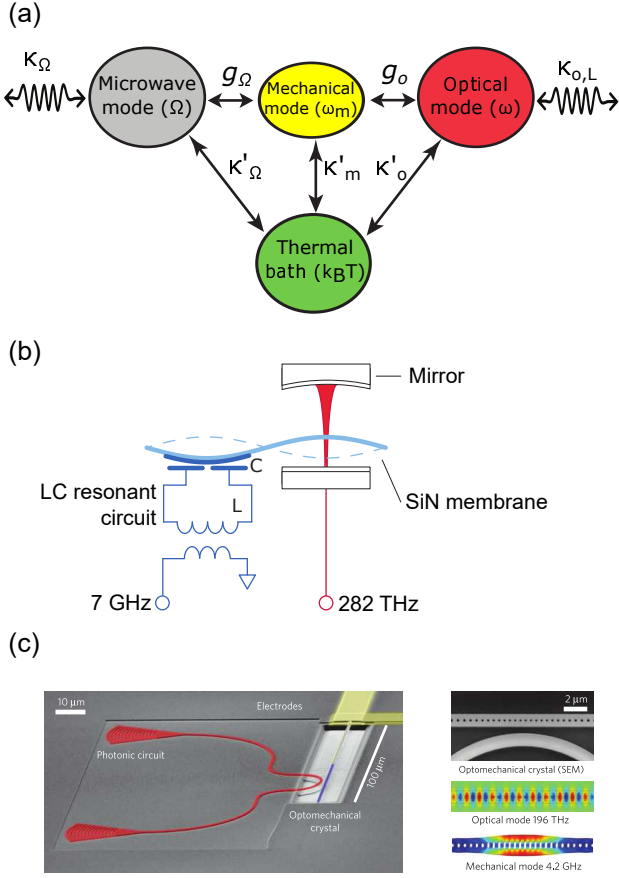 (a)
κΩ
Microwave
mode (Ω)
gΩ
Mechanical
mode (ωm)
go
Optical
mode (ω)
κo,L
κ'Ω
κ'm
κ'o
Thermal
bath (kBT)
(b)
Mirror
C
LC resonant
circuit
L
SiN membrane
7 GHz
282 THz
(c)
10 μm
Electrodes
Photonic circuit
100 μm
Optomechanical
crystal
2 μm
Optomechanical crystal (SEM)
Optical mode 196 THz
Mechanical mode 4.2 GHz